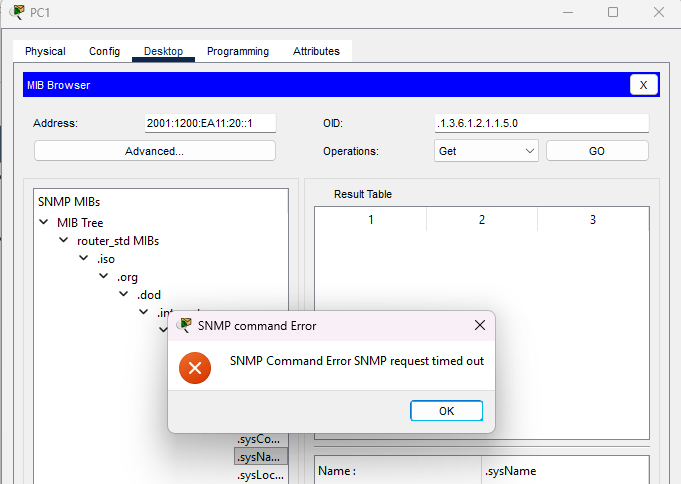 PC1
Physical Config Desktop Programming Attributes
MIB Browser X
Address: 2001:1200:EA11:20::1 OID: .1.3.6.1.2.1.1.5.0
Advanced... Operations: Get GO
SNMP MIBs
MIB Tree
router_std MIBs
.iso
.org
.dod
Result Table
1 2 3
SNMP command Error
SNMP Command Error SNMP request timed out
OK
.sysCo...
.sysNa...
.sysLoc...
Name : .sysName